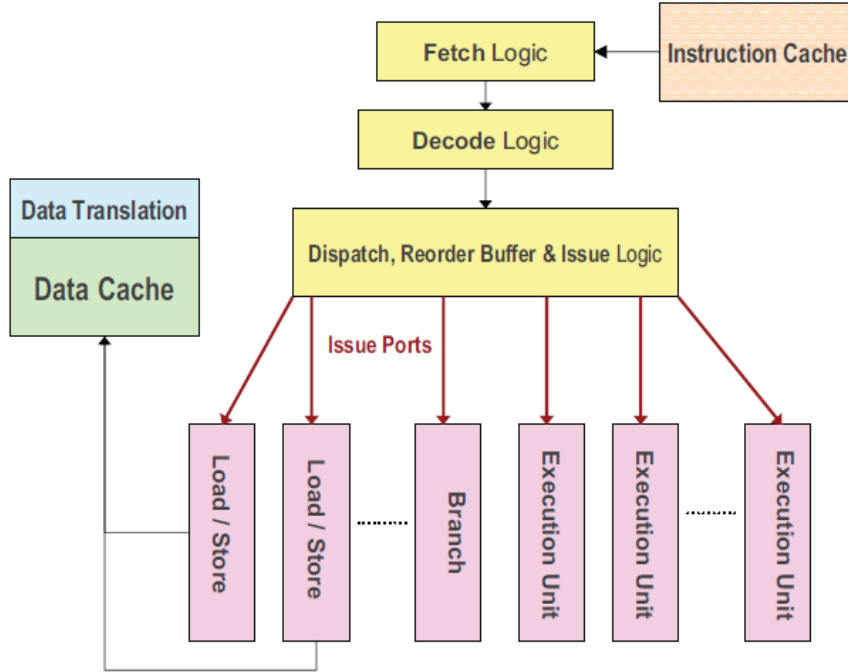 Fetch Logic
Instruction Cache
Decode Logic
Data Translation
Dispatch, Reorder Buffer & Issue Logic
Data Cache
Issue Ports
Load / Store
Load / Store
Branch
Execution Unit
Execution Unit
Execution Unit